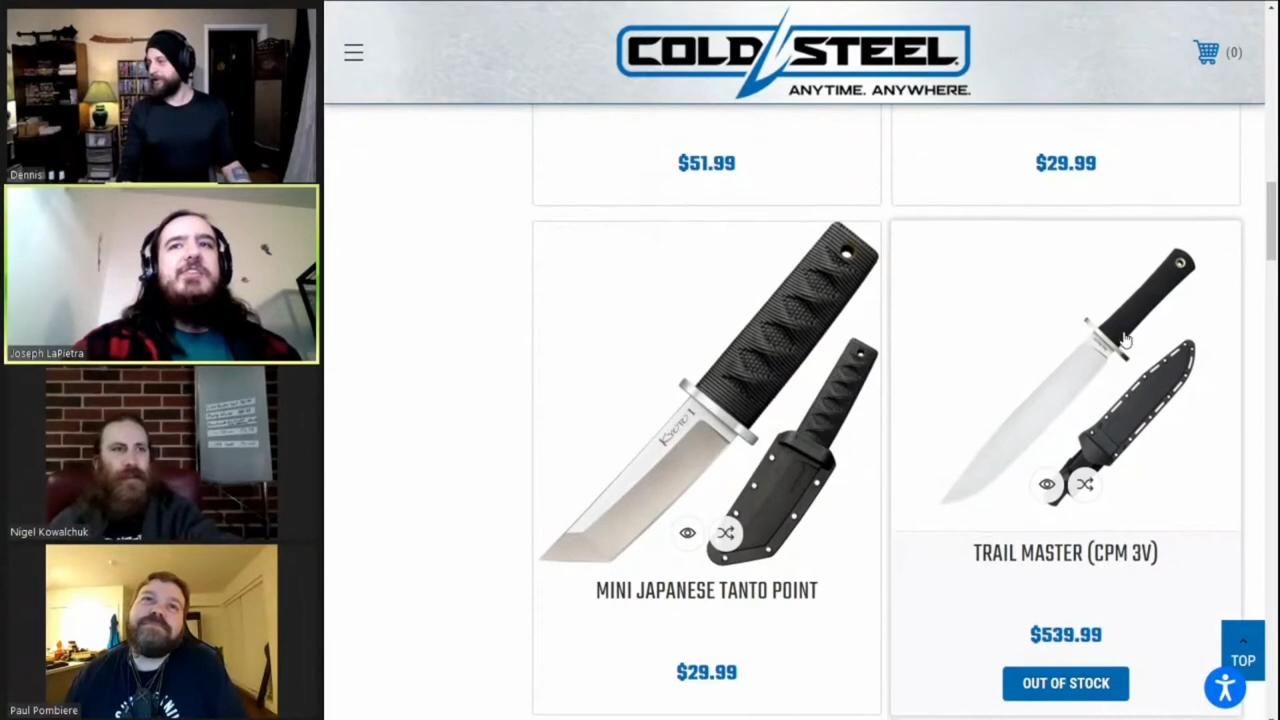 Dennis
Joseph LaPietra
Nigel Kowalchuk
Paul Pombiere
COLD STEEL
ANYTIME. ANYWHERE.
(0)
$51.99
$29.99
KYOTO I
MINI JAPANESE TANTO POINT
$29.99
TRAIL MASTER (CPM 3V)
$539.99
OUT OF STOCK
TOP